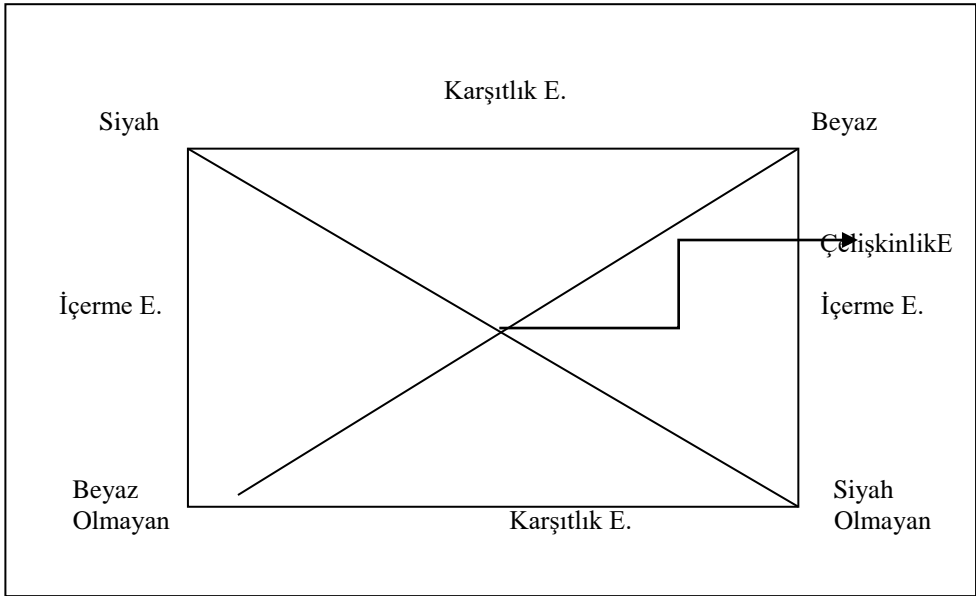 Karşıtlık E.
Siyah
Beyaz
ÇelişkinlikE
İçerme E.
İçerme E.
Beyaz
Olmayan
Siyah
Olmayan
Karşıtlık E.